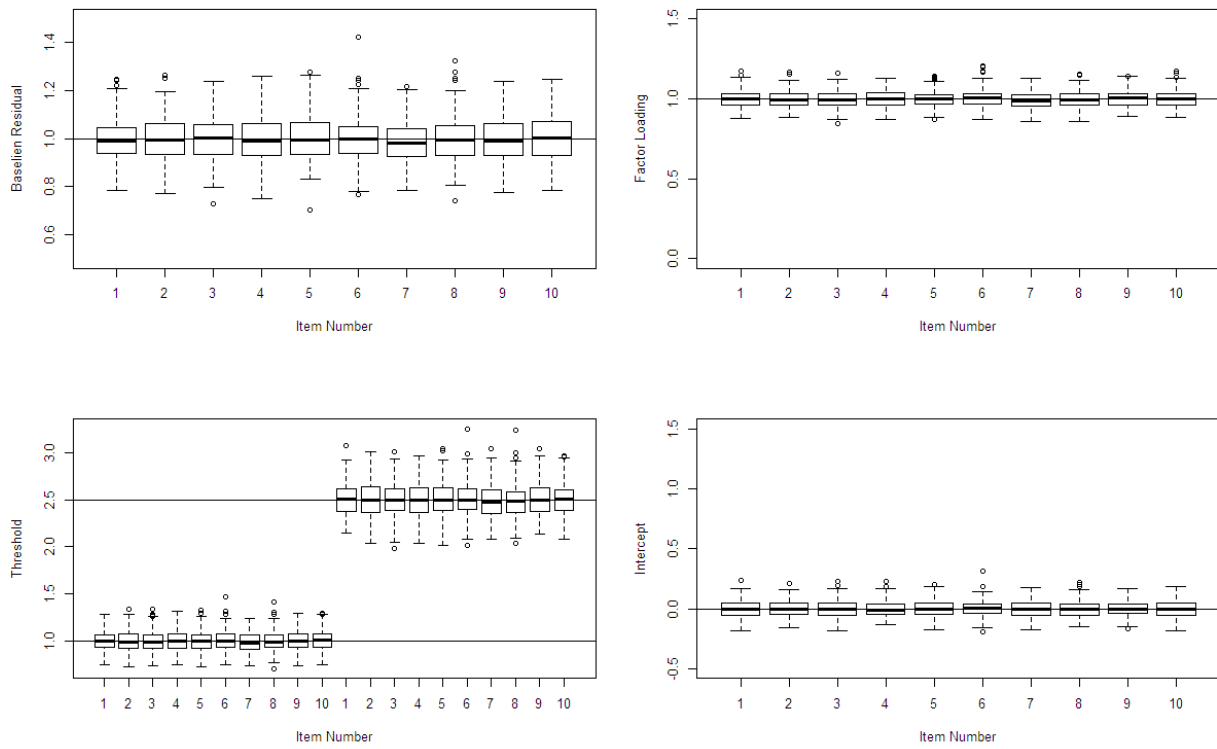 Baselien Residual
1.4
1.2
1.0
0.8
0.6
1 2 3 4 5 6 7 8 9 10
Item Number
Factor Loading
1.5
1.0
0.5
0.0
1 2 3 4 5 6 7 8 9 10
Item Number
Threshold
3.0
2.5
2.0
1.5
1.0
1 2 3 4 5 6 7 8 9 10 1 2 3 4 5 6 7 8 9 10
Item Number
Intercept
1.5
1.0
0.5
0.0
-0.5
1 2 3 4 5 6 7 8 9 10
Item Number